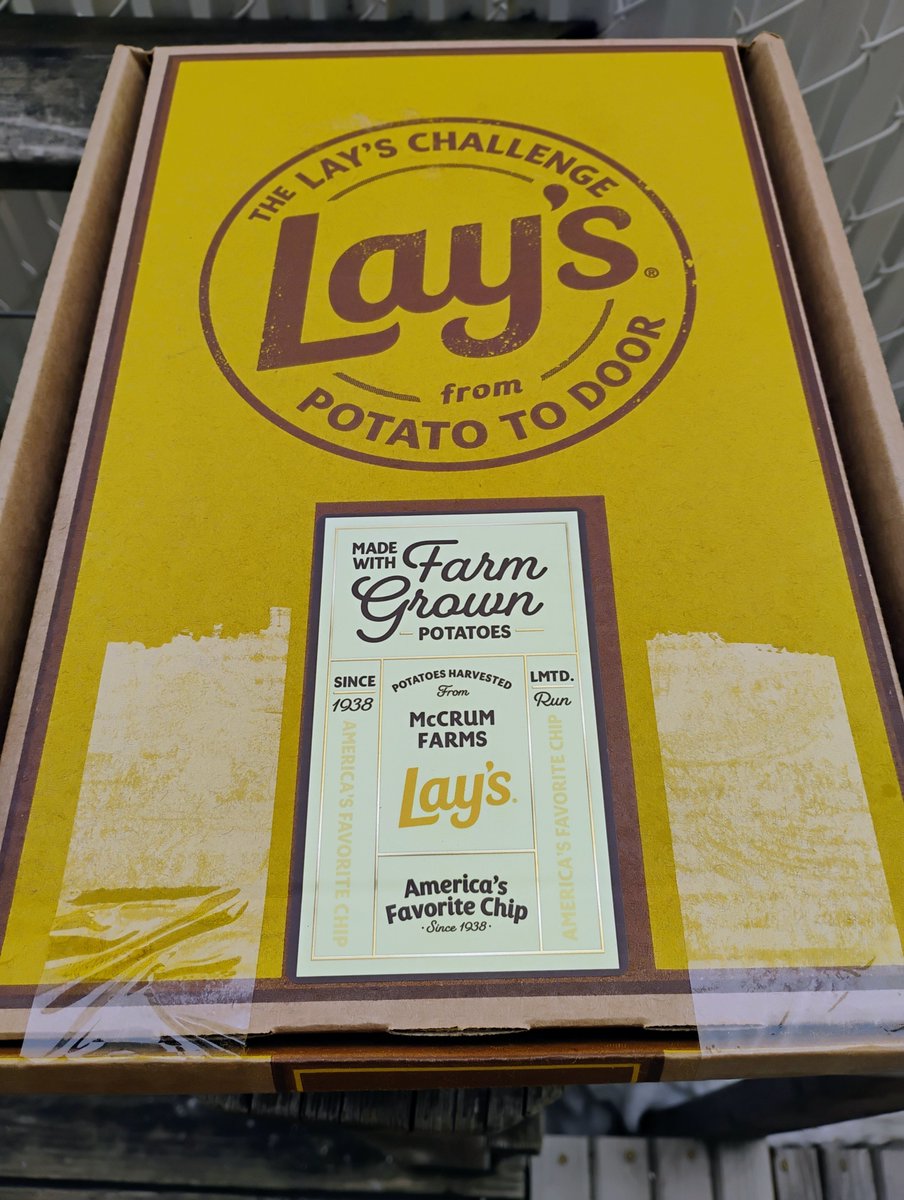 THE LAY'S CHALLENGE
Lay's®
from
POTATO TO DOOR
MADE WITH Farm
Grown
POTATOES
SINCE
1938
AMERICA'S FAVORITE CHIP
POTATOES HARVESTED
From
McCRUM
FARMS
Lay's.
LMTD.
Run
AMERICA'S FAVORITE CHIP
America's
Favorite Chip
· Since 1938 ·